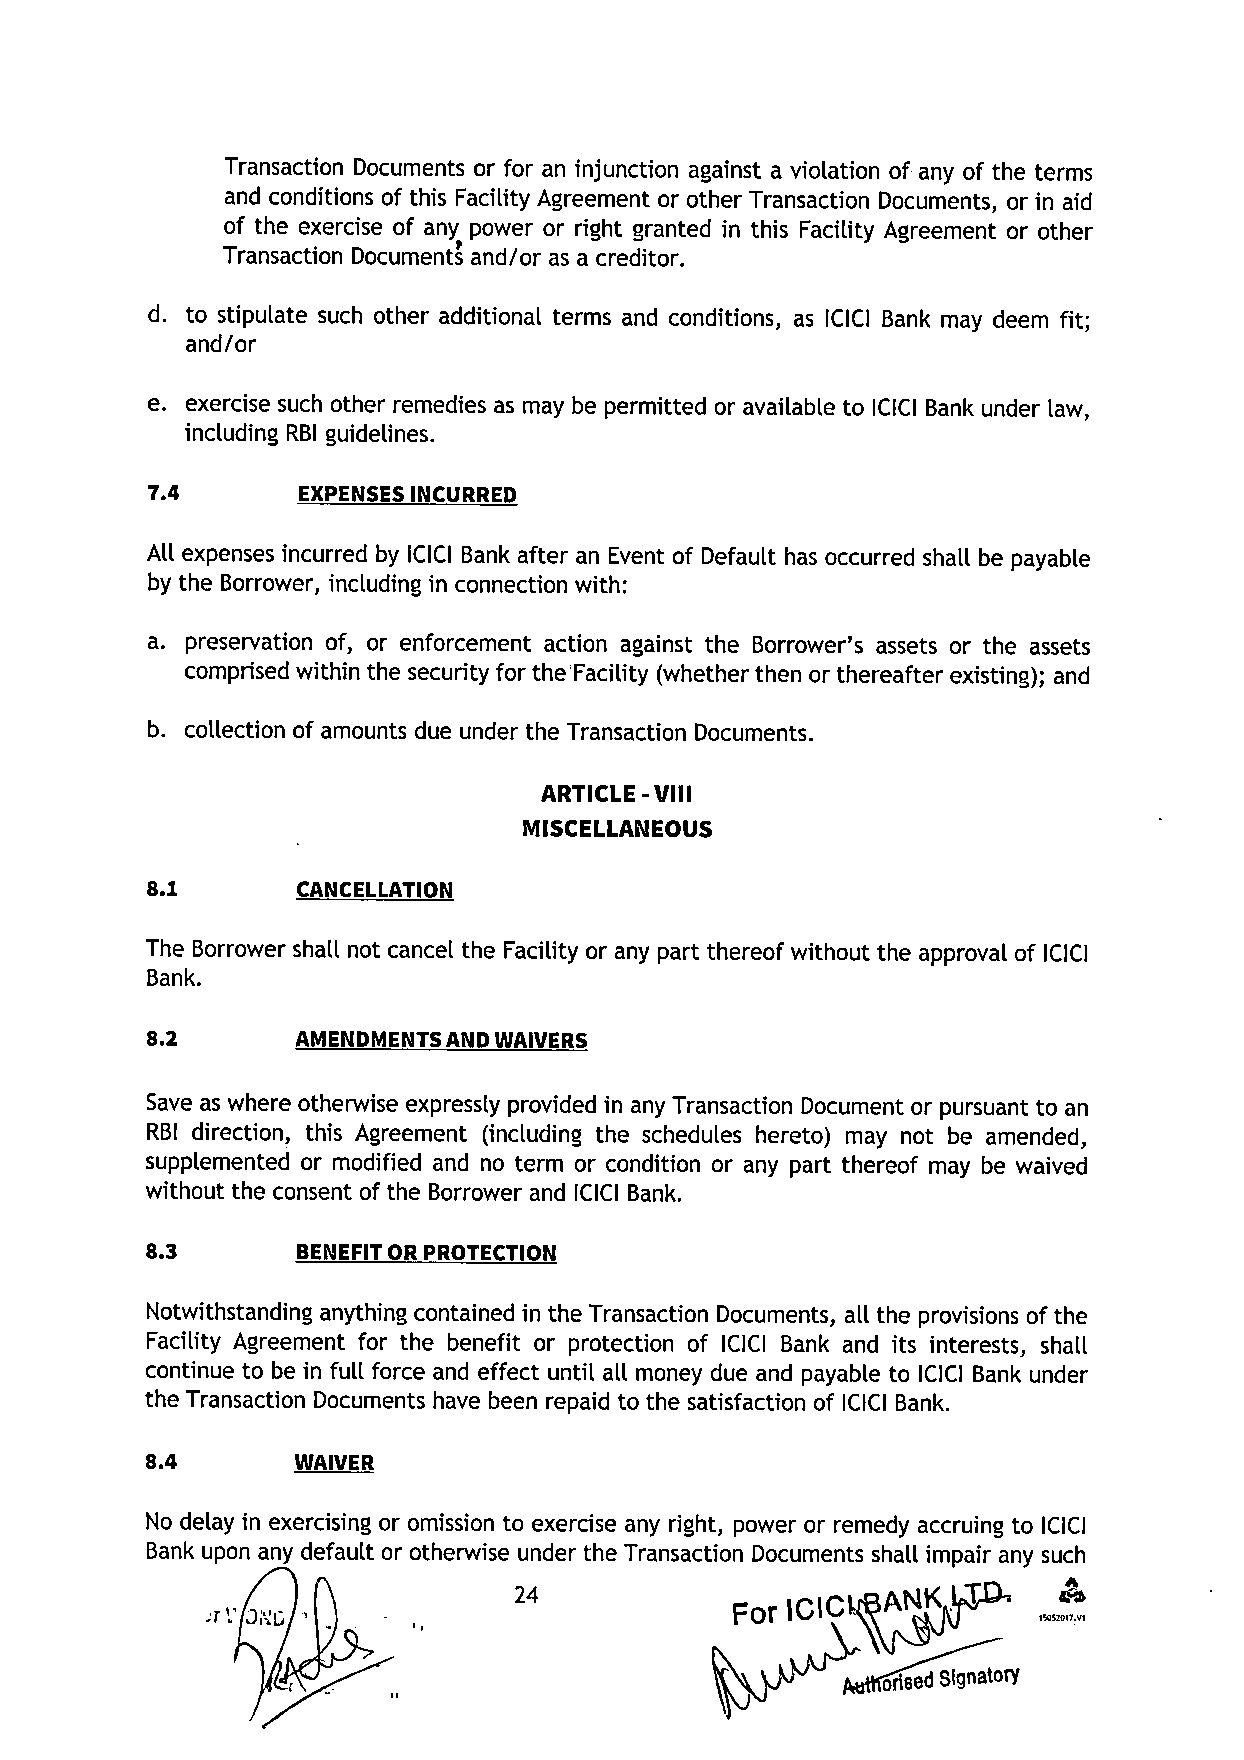 Transaction Documents or for an injunction against a violation of any of the terms
and conditions of this Facility Agreement or other Transaction Documents, or in aid
of the exercise of any power or right granted in this Facility Agreement or other
Transaction Documents and/or as a creditor.
d. to stipulate such other additional terms and conditions, as ICICI Bank may deem fit;
and/or
e. exercise such other remedies as may be permitted or available to ICICI Bank under law,
including RBI guidelines.
7.4 EXPENSES INCURRED
All expenses incurred by ICICI Bank after an Event of Default has occurred shall be payable
by the Borrower, including in connection with:
a. preservation of, or enforcement action against the Borrower's assets or the assets
comprised within the security for the Facility (whether then or thereafter existing); and
b. collection of amounts due under the Transaction Documents.
ARTICLE - VIII
MISCELLANEOUS
8.1 CANCELLATION
The Borrower shall not cancel the Facility or any part thereof without the approval of ICICI
Bank.
8.2 AMENDMENTS AND WAIVERS
Save as where otherwise expressly provided in any Transaction Document or pursuant to an
RBI direction, this Agreement (including the schedules hereto) may not be amended,
supplemented or modified and no term or condition or any part thereof may be waived
without the consent of the Borrower and ICICI Bank.
8.3 BENEFIT OR PROTECTION
Notwithstanding anything contained in the Transaction Documents, all the provisions of the
Facility Agreement for the benefit or protection of ICICI Bank and its interests, shall
continue to be in full force and effect until all money due and payable to ICICI Bank under
the Transaction Documents have been repaid to the satisfaction of ICICI Bank.
8.4 WAIVER
No delay in exercising or omission to exercise any right, power or remedy accruing to ICICI
Bank upon any default or otherwise under the Transaction Documents shall impair any such
24
For ICICI BANK LTD.
15052017.V1
Authorised Signatory